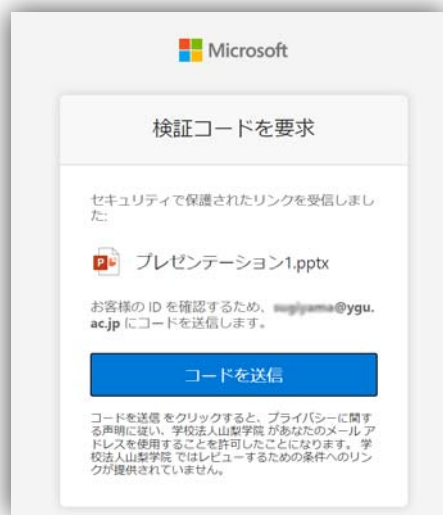 Microsoft
検証コードを要求
セキュリティで保護されたリンクを受信しまし
た:
プレゼンテーション1.pptx
お客様の ID を確認するため、@ygu.
ac.jp にコードを送信します。
コードを送信
コードを送信 をクリックすると、プライバシーに関す
る声明に従い、学校法人山梨学院 があなたのメール ア
ドレスを使用することを許可したことになります。 学
校法人山梨学院 ではレビューするための条件へのリン
クが提供されていません。